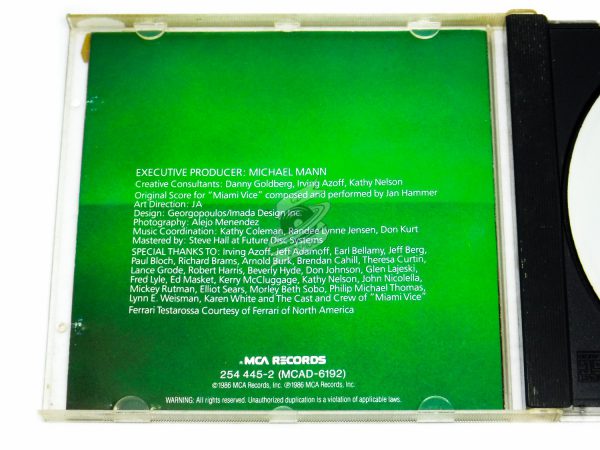 EXECUTIVE PRODUCER: MICHAEL MANN
Creative Consultants: Danny Goldberg, Irving Azoff, Kathy Nelson
Original Score for "Miami Vice" composed and performed by Jan Hammer
Art Direction: JA
Design: Georgopoulos/Imada Design Inc.
Photography: Alejo Menendez
Music Coordination: Kathy Coleman, Randee Lynne Jensen, Don Kurt
Mastered by: Steve Hall at Future Disc Systems
SPECIAL THANKS TO: Irving Azoff, Jeff Adamoff, Earl Bellamy, Jeff Berg,
Paul Bloch, Richard Brams, Arnold Burk, Brendan Cahill, Theresa Curtin,
Lance Grode, Robert Harris, Beverly Hyde, Don Johnson, Glen Lajeski,
Fred Lyle, Ed Masket, Kerry McCluggage, Kathy Nelson, John Nicolella,
Mickey Rutman, Elliot Sears, Morley Beth Sobo, Philip Michael Thomas,
Lynn E. Weisman, Karen White and The Cast and Crew of "Miami Vice"
Ferrari Testarossa Courtesy of Ferrari of North America
MCA RECORDS
254 445-2 (MCAD-6192)
©1986 MCA Records, Inc. ℗1986 MCA Records, Inc.
WARNING: All rights reserved. Unauthorized duplication is a violation of applicable laws.